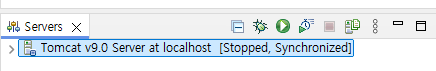 Servers
Tomcat v9.0 Server at localhost [Stopped, Synchronized]